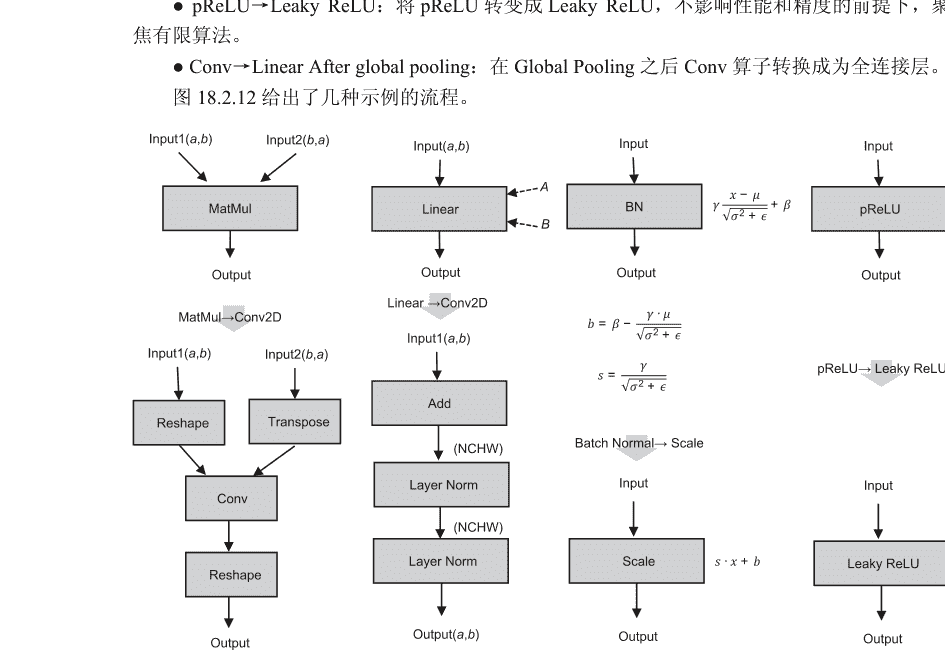 ● pReLU→Leaky ReLU：将 pReLU 转变成 Leaky ReLU，不影响性能和精度的前提下，聚
焦有限算法。
● Conv→Linear After global pooling：在 Global Pooling 之后 Conv 算子转换成为全连接层。
图 18.2.12 给出了几种示例的流程。
Input1(a,b)
Input2(b,a)
MatMul
Output
MatMul→Conv2D
Input1(a,b)
Input2(b,a)
Reshape
Transpose
Conv
Reshape
Output
Input(a,b)
A
Linear
B
Output
Linear →Conv2D
Input1(a,b)
Add
(NCHW)
Layer Norm
(NCHW)
Layer Norm
Output(a,b)
Input
BN
γ (x − μ)/√(σ² + ϵ) + β
Output
b = β − (γ · μ)/√(σ² + ϵ)
s = γ/√(σ² + ϵ)
Batch Normal→ Scale
Input
Scale
s · x + b
Output
Input
pReLU
Output
pReLU→ Leaky ReLU
Input
Leaky ReLU
Output